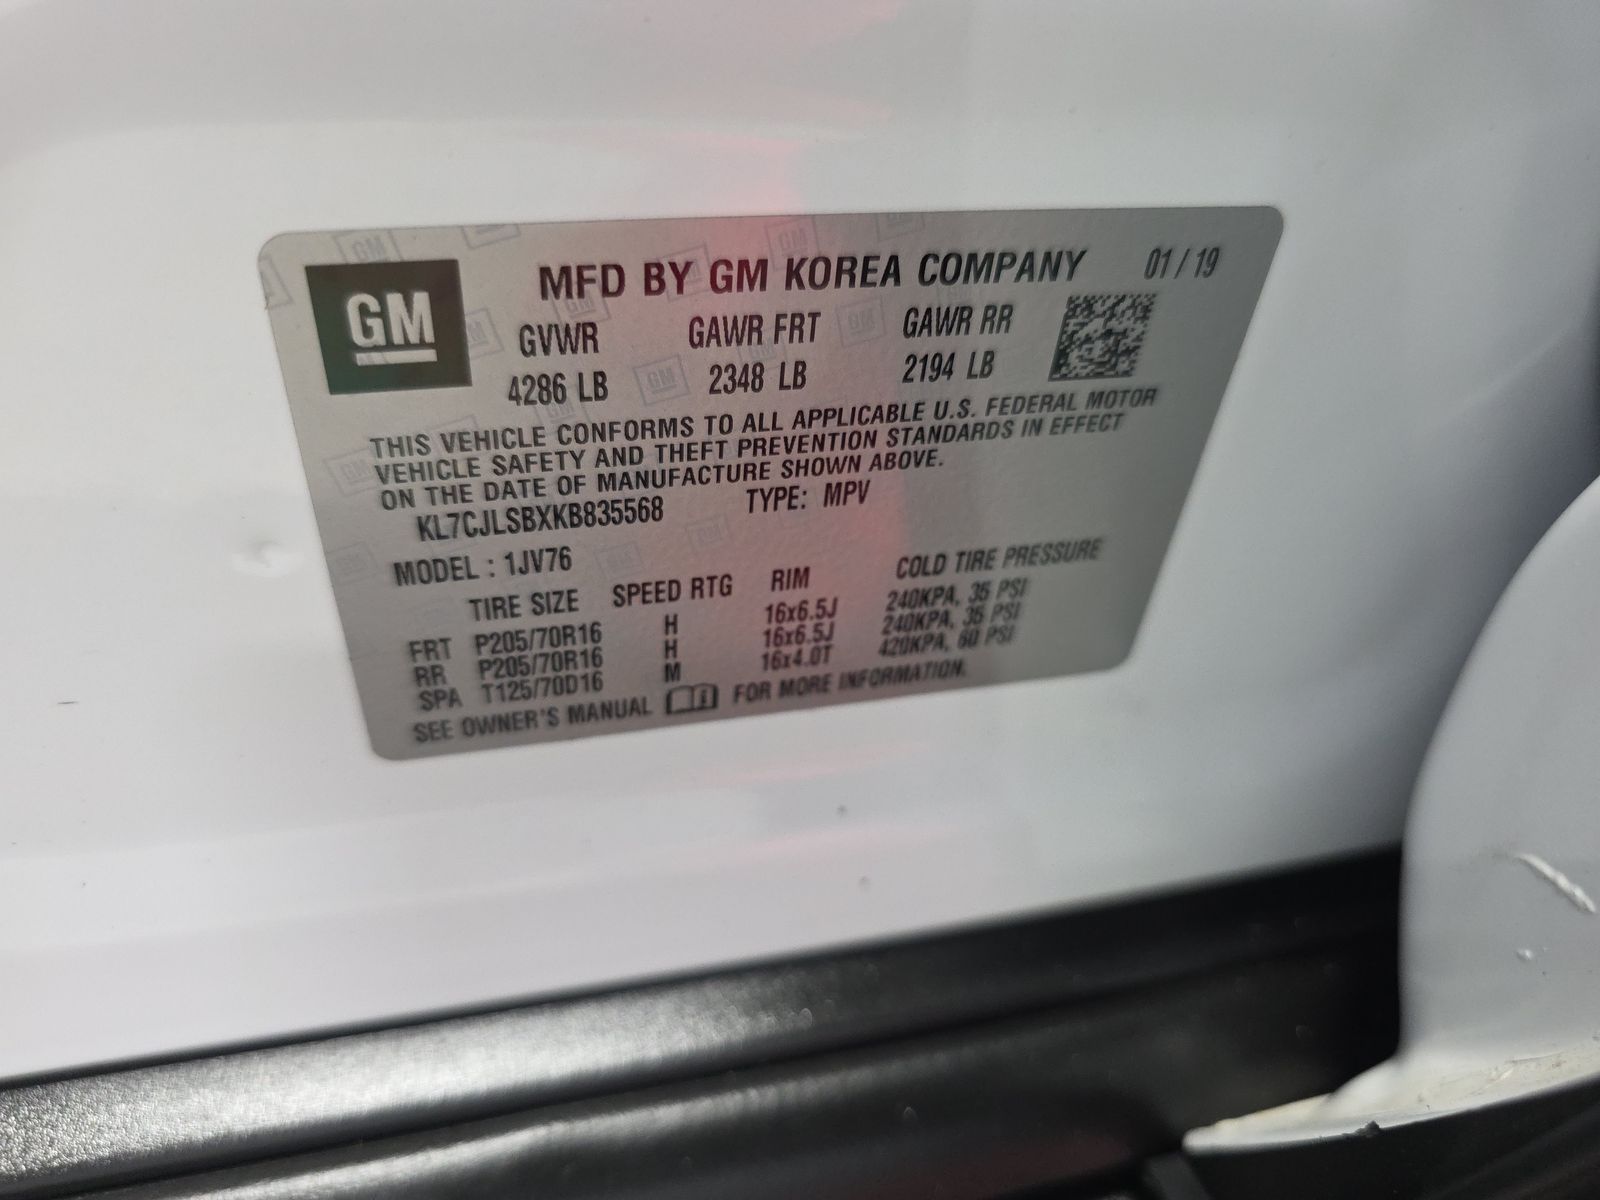 GM
MFD BY GM KOREA COMPANY 01/19
GVWR GAWR FRT GAWR RR
4286 LB 2348 LB 2194 LB
THIS VEHICLE CONFORMS TO ALL APPLICABLE U.S. FEDERAL MOTOR
VEHICLE SAFETY AND THEFT PREVENTION STANDARDS IN EFFECT
ON THE DATE OF MANUFACTURE SHOWN ABOVE.
KL7CJLSBXKB835568 TYPE: MPV
MODEL : 1JV76
TIRE SIZE SPEED RTG RIM COLD TIRE PRESSURE
FRT P205/70R16 H 16x6.5J 240KPA, 35 PSI
RR P205/70R16 H 16x6.5J 240KPA, 35 PSI
SPA T125/70D16 M 16x4.0T 420KPA, 60 PSI
SEE OWNER'S MANUAL FOR MORE INFORMATION.